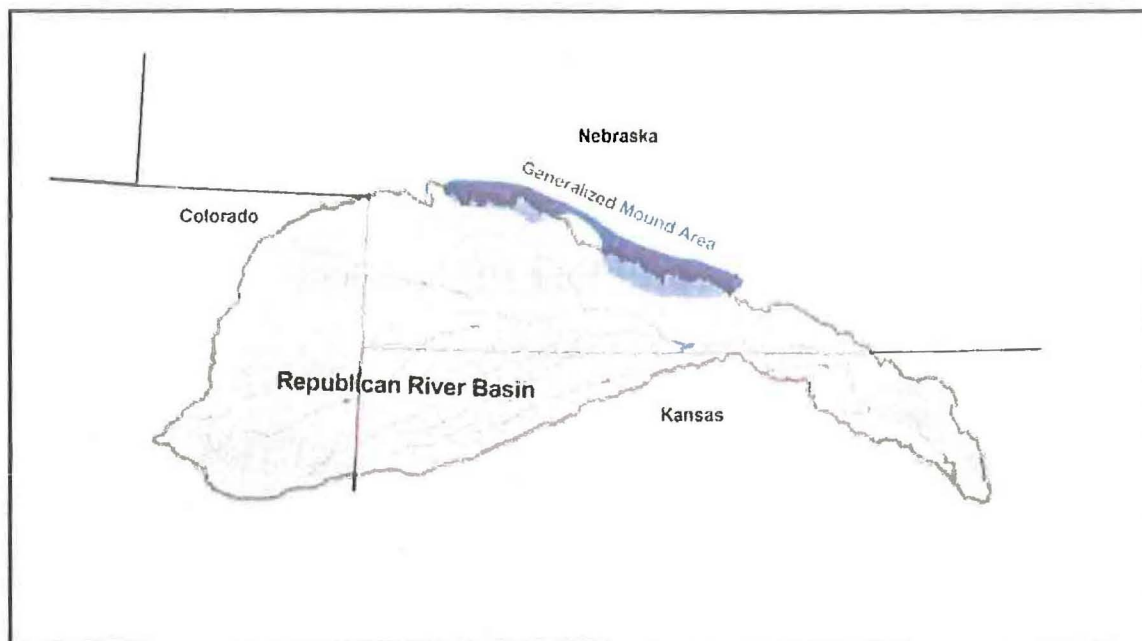 Nebraska
Generalized Mound Area
Colorado
Republican River Basin
Kansas